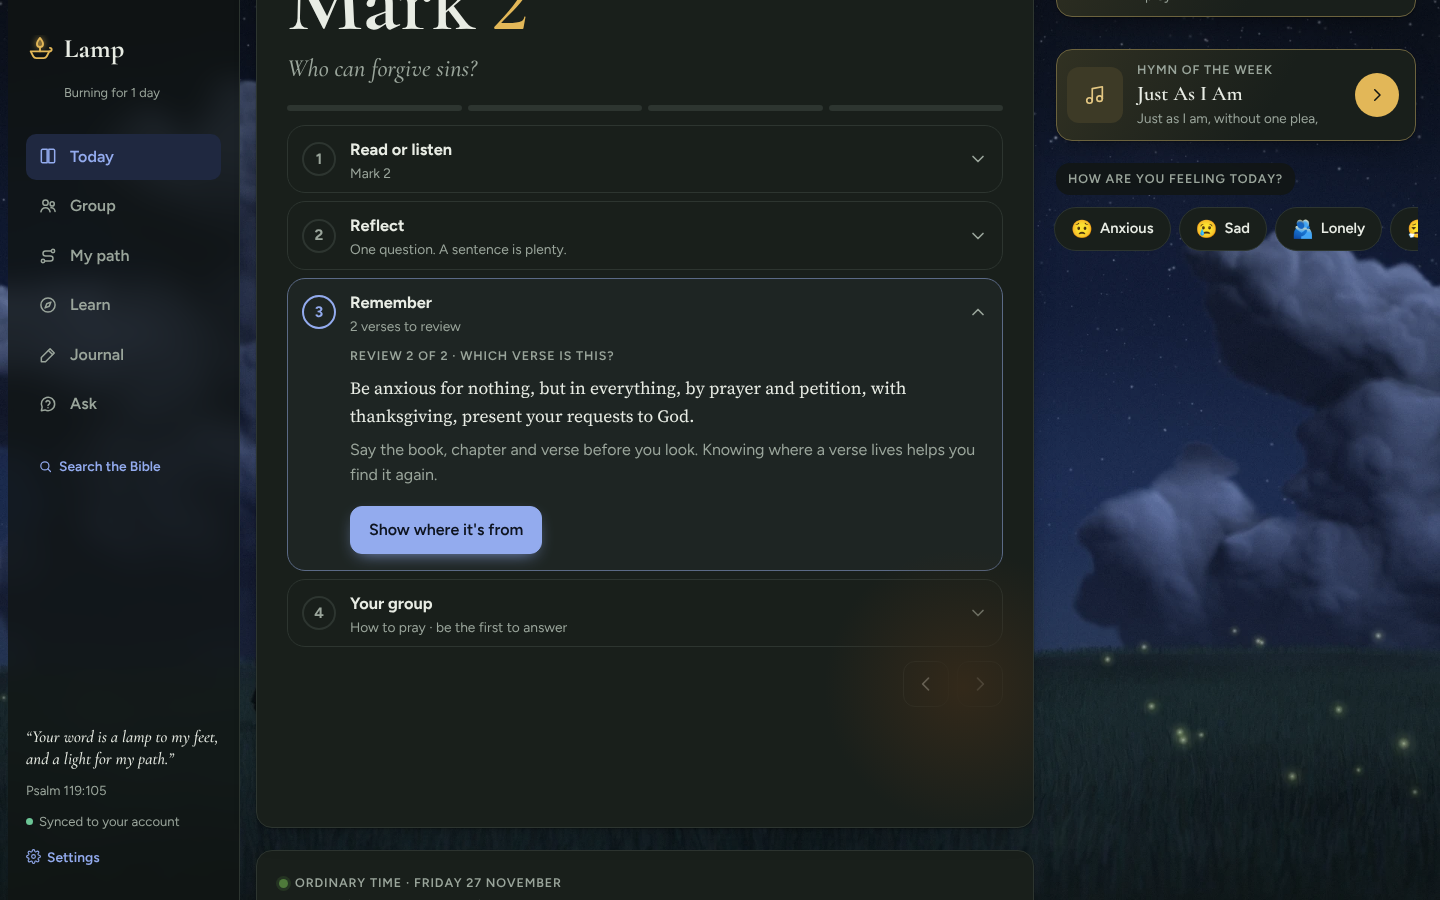 Lamp
Burning for 1 day
Today
Group
My path
Learn
Journal
Ask
Search the Bible
“Your word is a lamp to my feet,
and a light for my path.”
Psalm 119:105
Synced to your account
Settings
Mark 2
Who can forgive sins?
1
Read or listen
Mark 2
2
Reflect
One question. A sentence is plenty.
3
Remember
2 verses to review
REVIEW 2 OF 2 · WHICH VERSE IS THIS?
Be anxious for nothing, but in everything, by prayer and petition, with
thanksgiving, present your requests to God.
Say the book, chapter and verse before you look. Knowing where a verse lives helps you
find it again.
Show where it's from
4
Your group
How to pray · be the first to answer
ORDINARY TIME · FRIDAY 27 NOVEMBER
HYMN OF THE WEEK
Just As I Am
Just as I am, without one plea,
HOW ARE YOU FEELING TODAY?
Anxious
Sad
Lonely